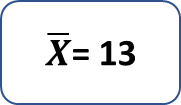 X̅ = 13